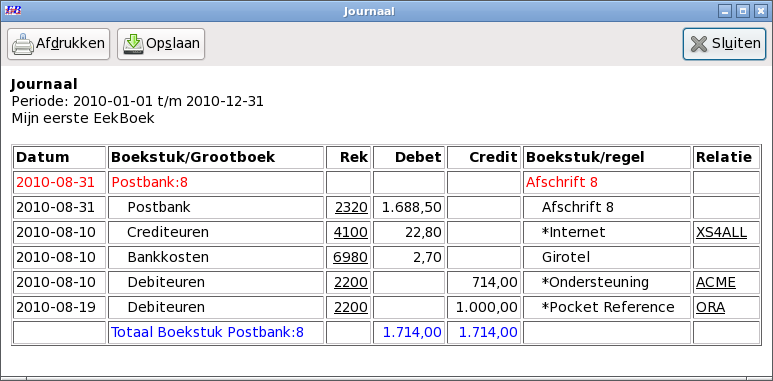 EB Journaal
Afdrukken Opslaan Sluiten
Journaal
Periode: 2010-01-01 t/m 2010-12-31
Mijn eerste EekBoek
Datum Boekstuk/Grootboek Rek Debet Credit Boekstuk/regel Relatie
2010-08-31 Postbank:8 Afschrift 8
2010-08-31 Postbank 2320 1.688,50 Afschrift 8
2010-08-10 Crediteuren 4100 22,80 *Internet XS4ALL
2010-08-10 Bankkosten 6980 2,70 Girotel
2010-08-10 Debiteuren 2200 714,00 *Ondersteuning ACME
2010-08-19 Debiteuren 2200 1.000,00 *Pocket Reference ORA
Totaal Boekstuk Postbank:8 1.714,00 1.714,00